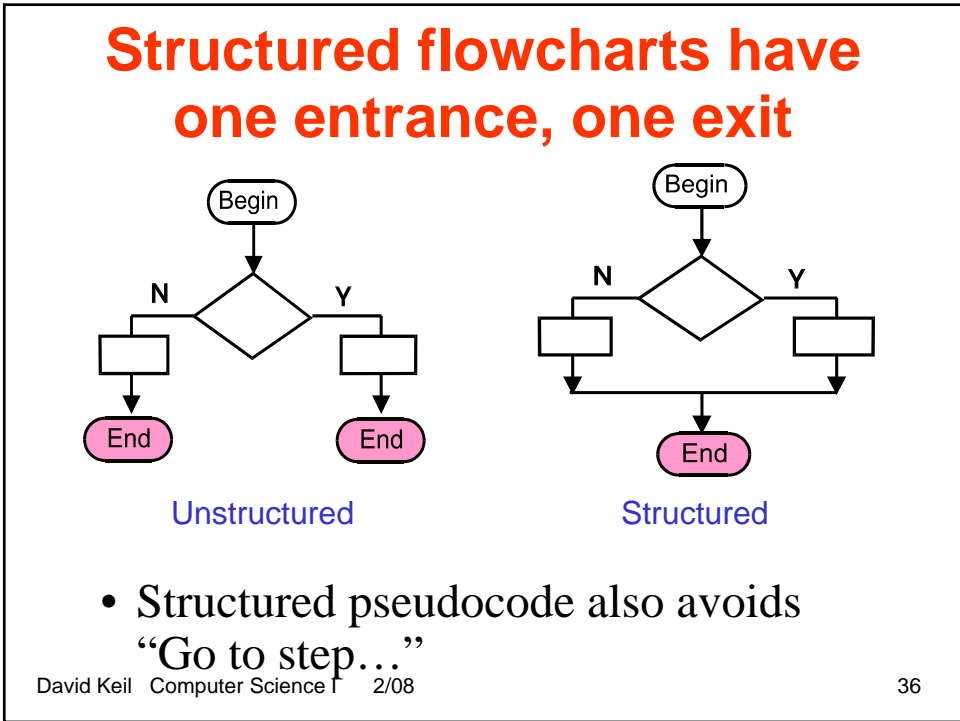 Structured flowcharts have
one entrance, one exit
Begin
N
Y
End
End
Unstructured
Begin
N
Y
End
Structured
• Structured pseudocode also avoids
“Go to step…”
David Keil Computer Science I 2/08
36